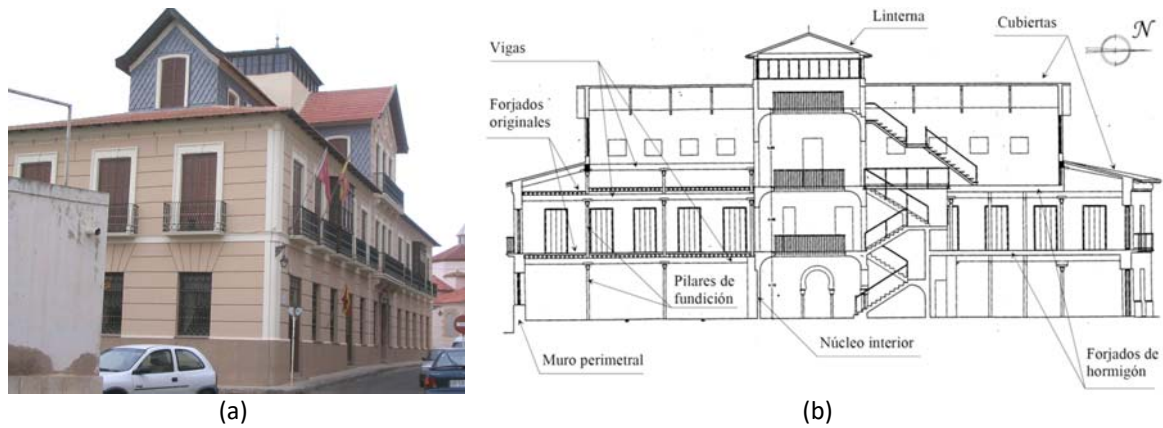 Linterna
Cubiertas
N
Vigas
Forjados
originales
Pilares de
fundición
Núcleo interior
Muro perimetral
Forjados de
hormigón
(a)
(b)